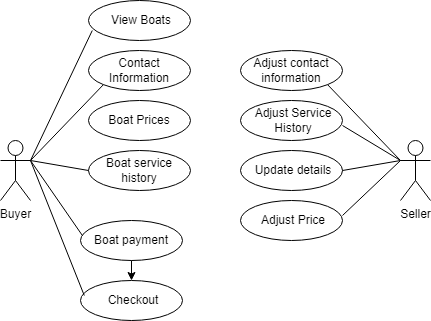 View Boats
Contact
Information
Adjust contact
information
Boat Prices
Adjust Service
History
Boat service
history
Update details
Buyer
Seller
Adjust Price
Boat payment
Checkout